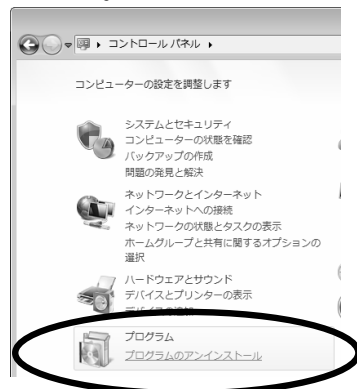 コントロール パネル
コンピューターの設定を調整します
システムとセキュリティ
コンピューターの状態を確認
バックアップの作成
問題の発見と解決
ネットワークとインターネット
インターネットへの接続
ネットワークの状態とタスクの表示
ホームグループと共有に関するオプションの
選択
ハードウェアとサウンド
デバイスとプリンターの表示
デバイスの追加
プログラム
プログラムのアンインストール